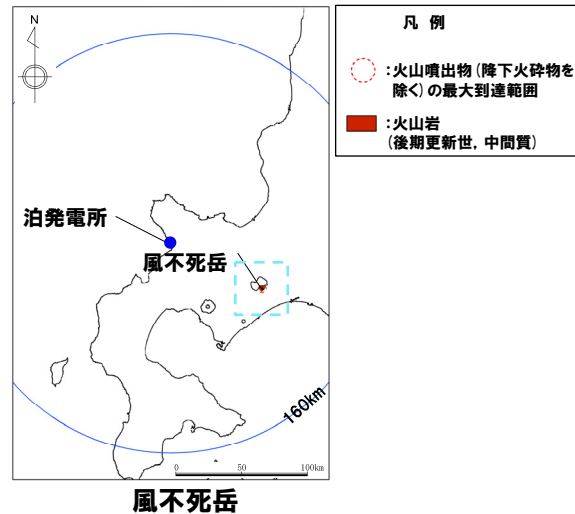 N
泊発電所
風不死岳
160km
0 50 100km
風不死岳
凡 例
:火山噴出物(降下火砕物を
除く)の最大到達範囲
:火山岩
(後期更新世, 中間質)